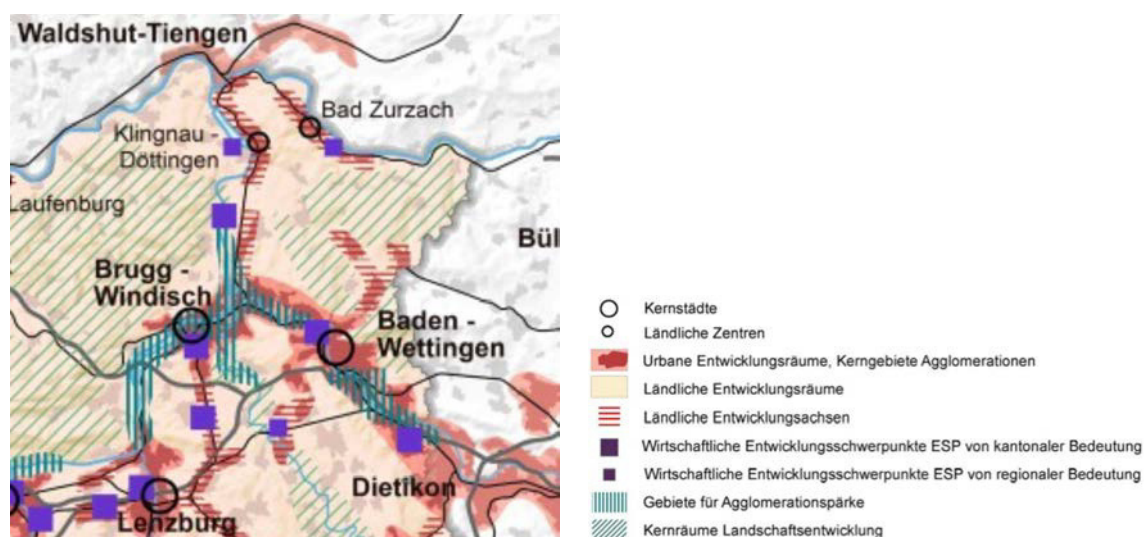 Waldshut-Tiengen
Bad Zurzach
Klingnau -
Döttingen
Laufenburg
Bül
Brugg -
Windisch
Baden -
Wettingen
Dietikon
Lenzburg
Kernstädte
Ländliche Zentren
Urbane Entwicklungsräume, Kerngebiete Agglomerationen
Ländliche Entwicklungsräume
Ländliche Entwicklungsachsen
Wirtschaftliche Entwicklungsschwerpunkte ESP von kantonaler Bedeutung
Wirtschaftliche Entwicklungsschwerpunkte ESP von regionaler Bedeutung
Gebiete für Agglomerationspärke
Kernräume Landschaftsentwicklung